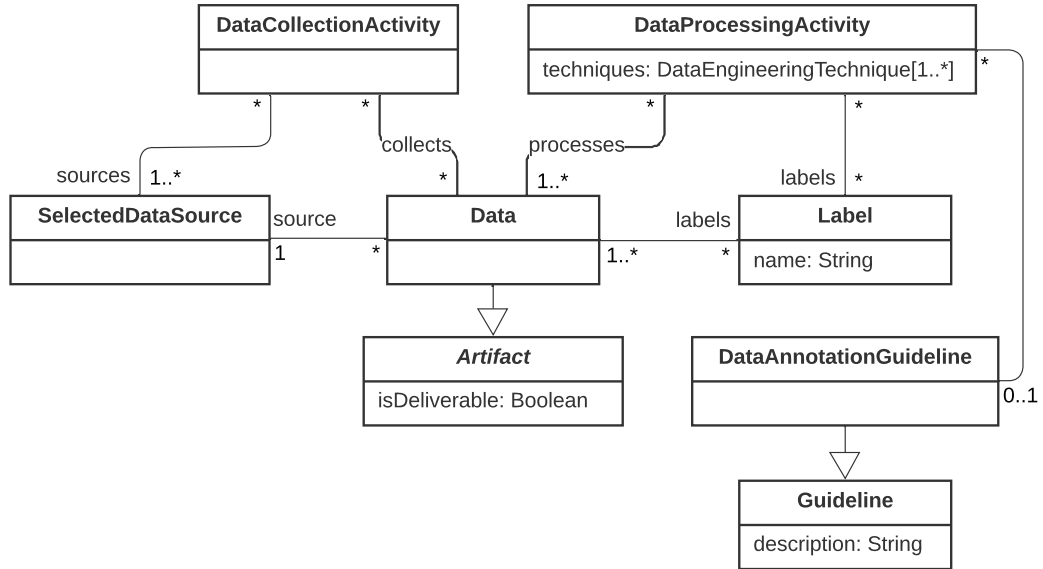 DataCollectionActivity
DataProcessingActivity
techniques: DataEngineeringTechnique[1..*]
*
*
*
*
*
collects
processes
sources
1..*
*
1..*
labels
*
SelectedDataSource
source
Data
labels
Label
1
*
1..*
*
name: String
Artifact
isDeliverable: Boolean
DataAnnotationGuideline
0..1
Guideline
description: String